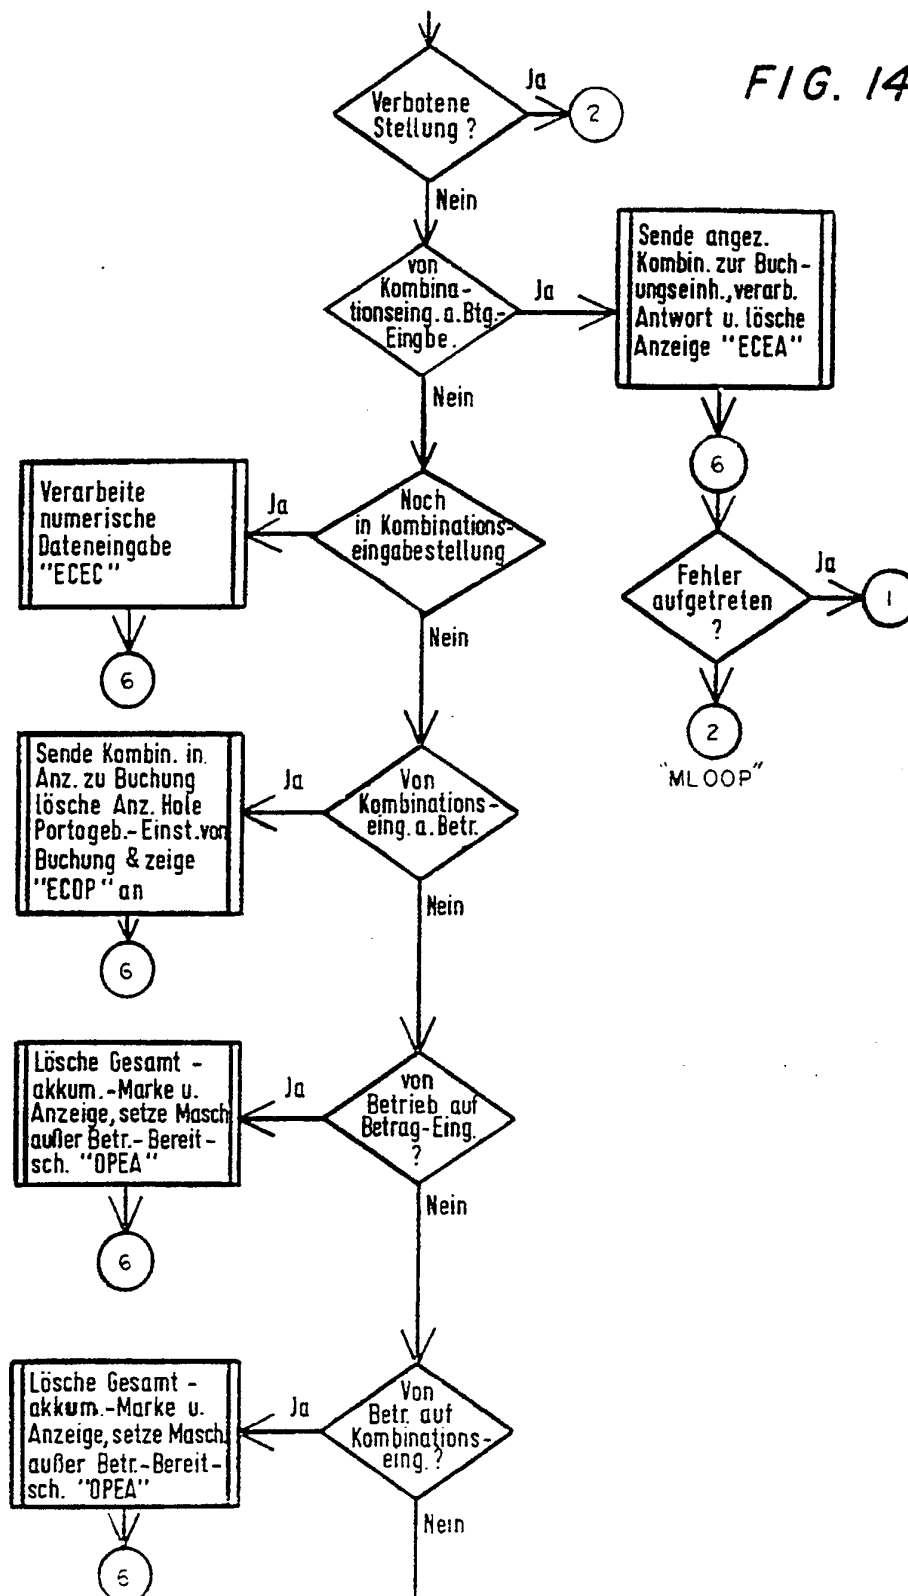 FIG. 14
Verbotene
Stellung ?
Ja
2
Nein
von
Kombina-
tionseing. a. Btg.-
Eingbe.
Ja
Sende angez.
Kombin. zur Buch-
ungseinh., verarb.
Antwort u. lösche
Anzeige "ECEA"
6
Fehler
aufgetreten
?
Ja
1
2
"MLOOP"
Nein
Noch
in Kombinations-
eingabestellung
Ja
Verarbeite
numerische
Dateneingabe
"ECEC"
6
Nein
Von
Kombinations-
eing. a. Betr.
Ja
Sende Kombin. in
Anz. zu Buchung
lösche Anz. Hole
Portogeb.-Einst. von
Buchung & zeige
"ECOP" an
6
Nein
von
Betrieb auf
Betrag-Eing.
?
Ja
Lösche Gesamt-
akkum.-Marke u.
Anzeige, setze Masch.
außer Betr.-Bereit-
sch. "OPEA"
6
Nein
Von
Betr. auf
Kombinations-
eing. ?
Ja
Lösche Gesamt-
akkum.-Marke u.
Anzeige, setze Masch.
außer Betr.-Bereit-
sch. "OPEA"
6
Nein